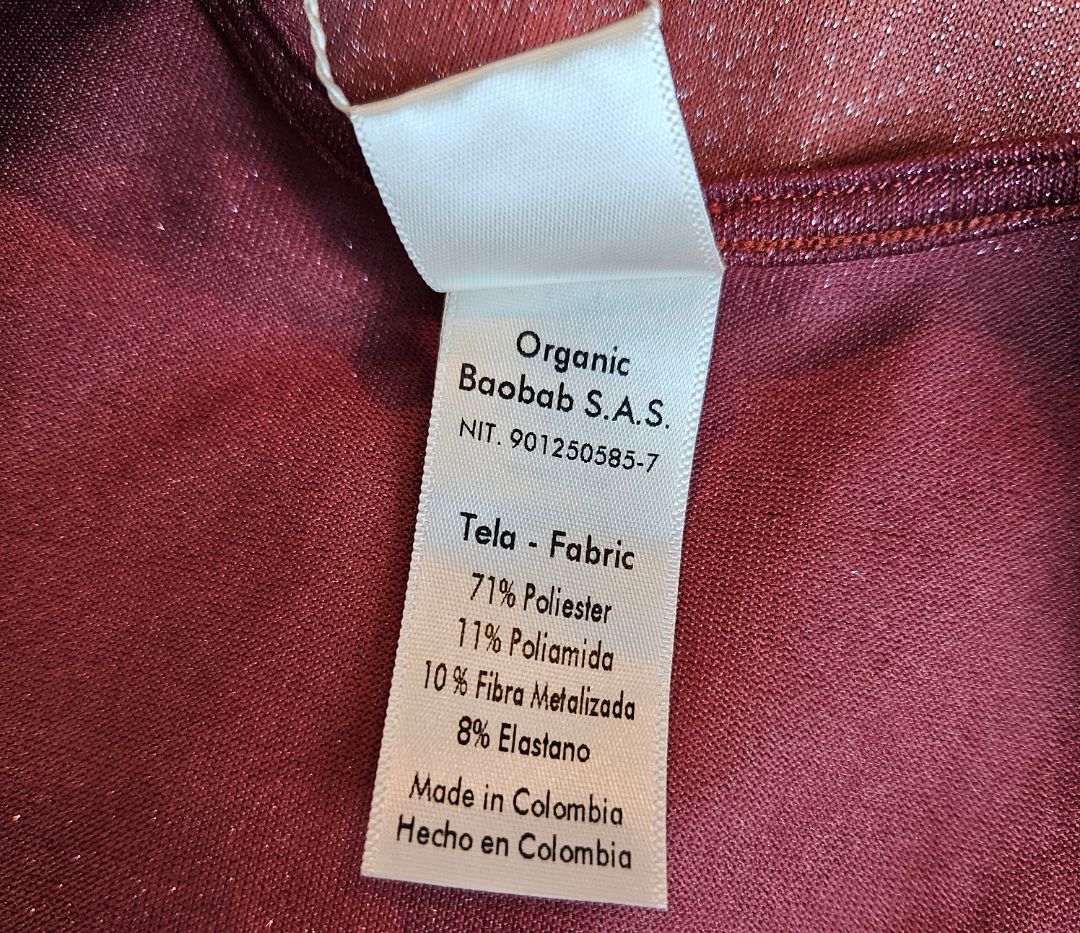 Organic
Baobab S.A.S.
NIT. 901250585-7
Tela - Fabric
71% Poliester
11% Poliamida
10 % Fibra Metalizada
8% Elastano
Made in Colombia
Hecho en Colombia